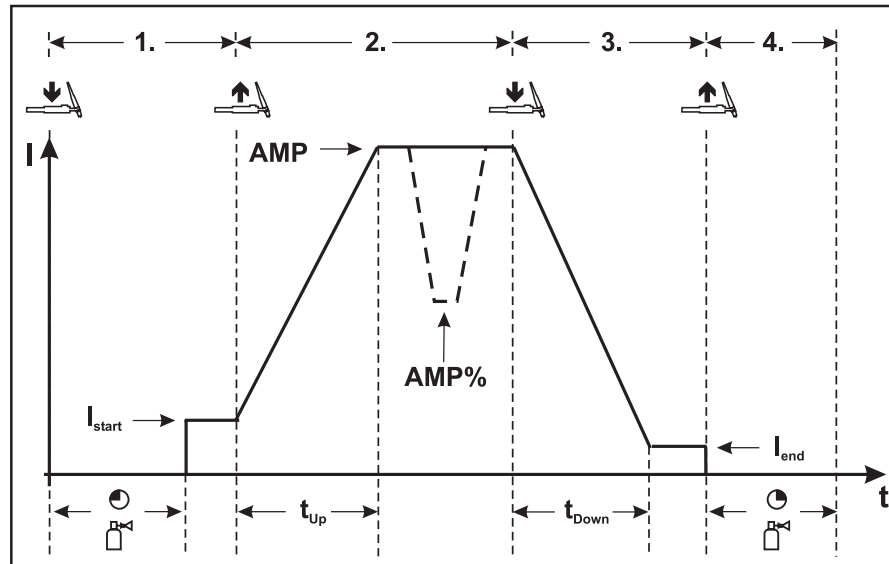 1. 2. 3. 4.
I
AMP
AMP%
Istart
Iend
t
tUp
tDown